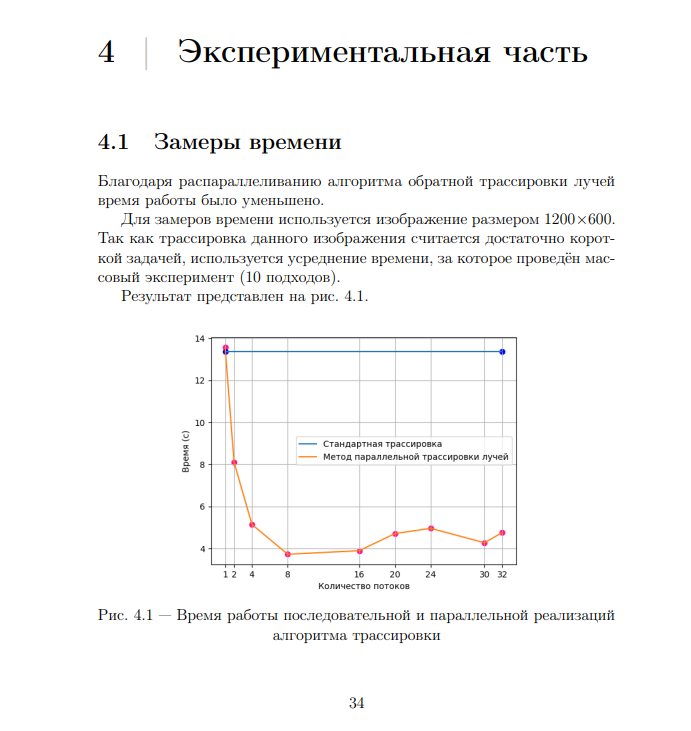 4 | Экспериментальная часть
4.1 Замеры времени
Благодаря распараллеливанию алгоритма обратной трассировки лучей
время работы было уменьшено.
Для замеров времени используется изображение размером 1200×600.
Так как трассировка данного изображения считается достаточно корот-
кой задачей, используется усреднение времени, за которое проведён мас-
совый эксперимент (10 подходов).
Результат представлен на рис. 4.1.
14
12
10
8
6
4
Время (с)
Стандартная трассировка
Метод параллельной трассировки лучей
1 2 4 8 16 20 24 30 32
Количество потоков
Рис. 4.1 — Время работы последовательной и параллельной реализаций
алгоритма трассировки
34